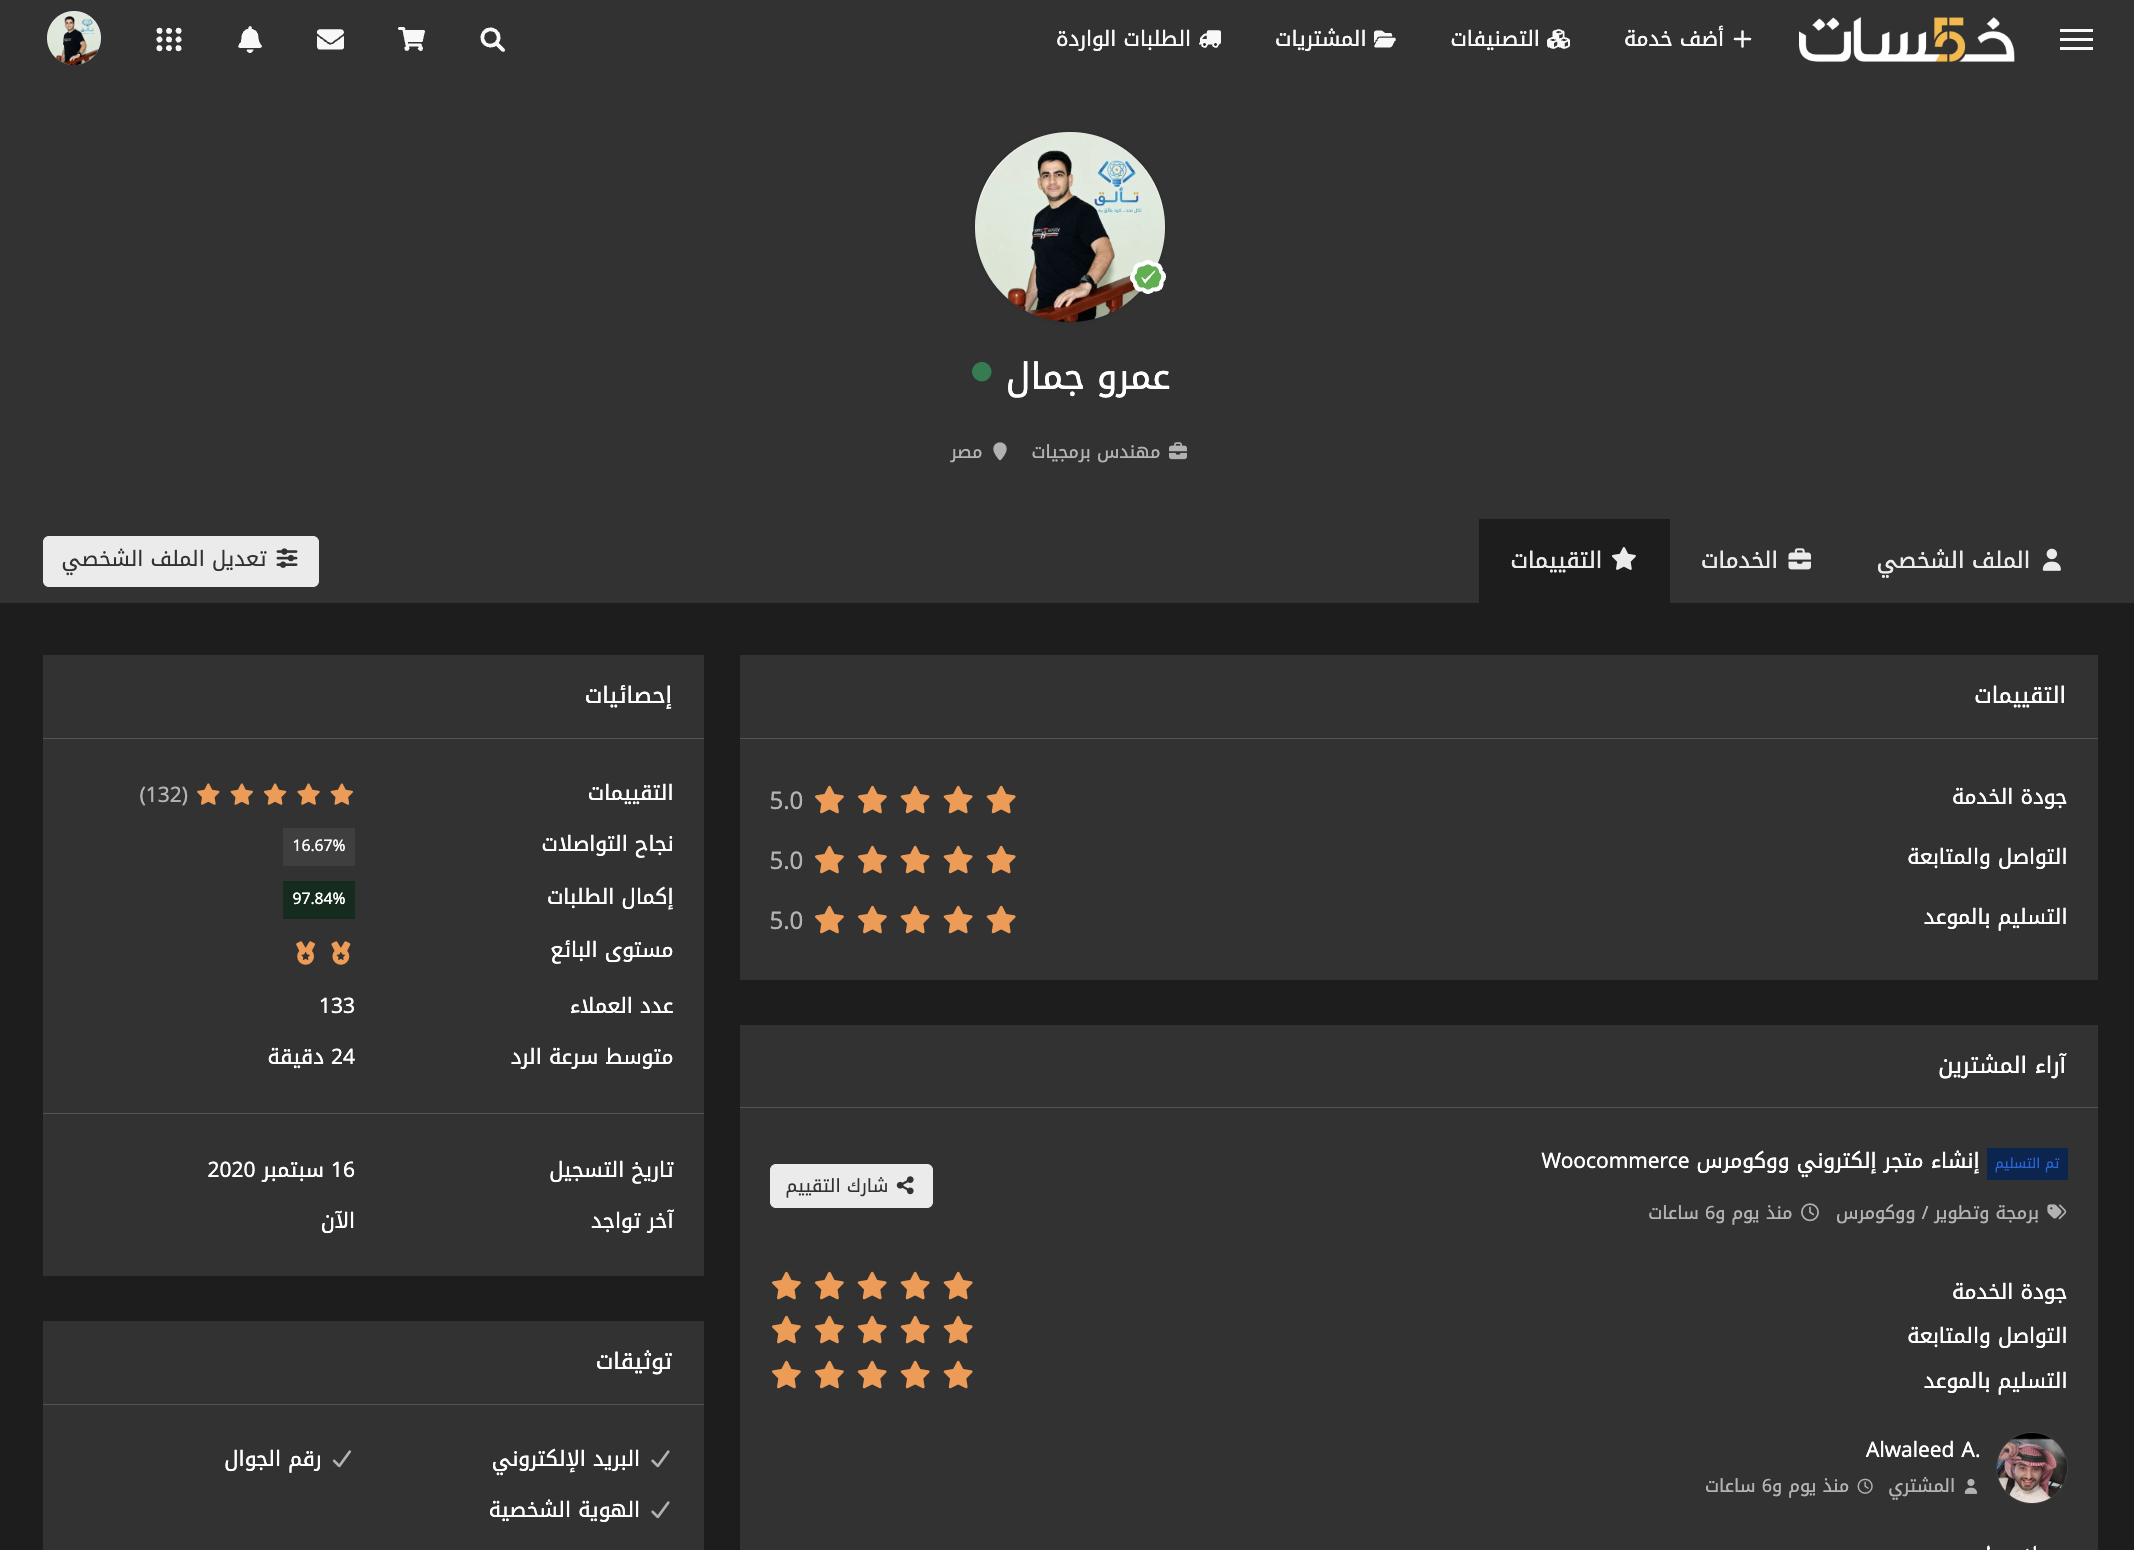 خ5سات
أضف خدمة
التصنيفات
المشتريات
الطلبات الواردة
تألق
عمرو جمال
مهندس برمجيات
مصر
الملف الشخصي
الخدمات
التقييمات
تعديل الملف الشخصي
التقييمات
جودة الخدمة 5.0
التواصل والمتابعة 5.0
التسليم بالموعد 5.0
آراء المشترين
تم التسليم إنشاء متجر إلكتروني ووكومرس Woocommerce
برمجة وتطوير / ووكومرس منذ يوم و6 ساعات
شارك التقييم
جودة الخدمة
التواصل والمتابعة
التسليم بالموعد
Alwaleed A.
المشتري منذ يوم و6 ساعات
إحصائيات
التقييمات (132)
نجاح التواصلات 16.67%
إكمال الطلبات 97.84%
مستوى البائع
عدد العملاء 133
متوسط سرعة الرد 24 دقيقة
تاريخ التسجيل 16 سبتمبر 2020
آخر تواجد الآن
توثيقات
البريد الإلكتروني
رقم الجوال
الهوية الشخصية